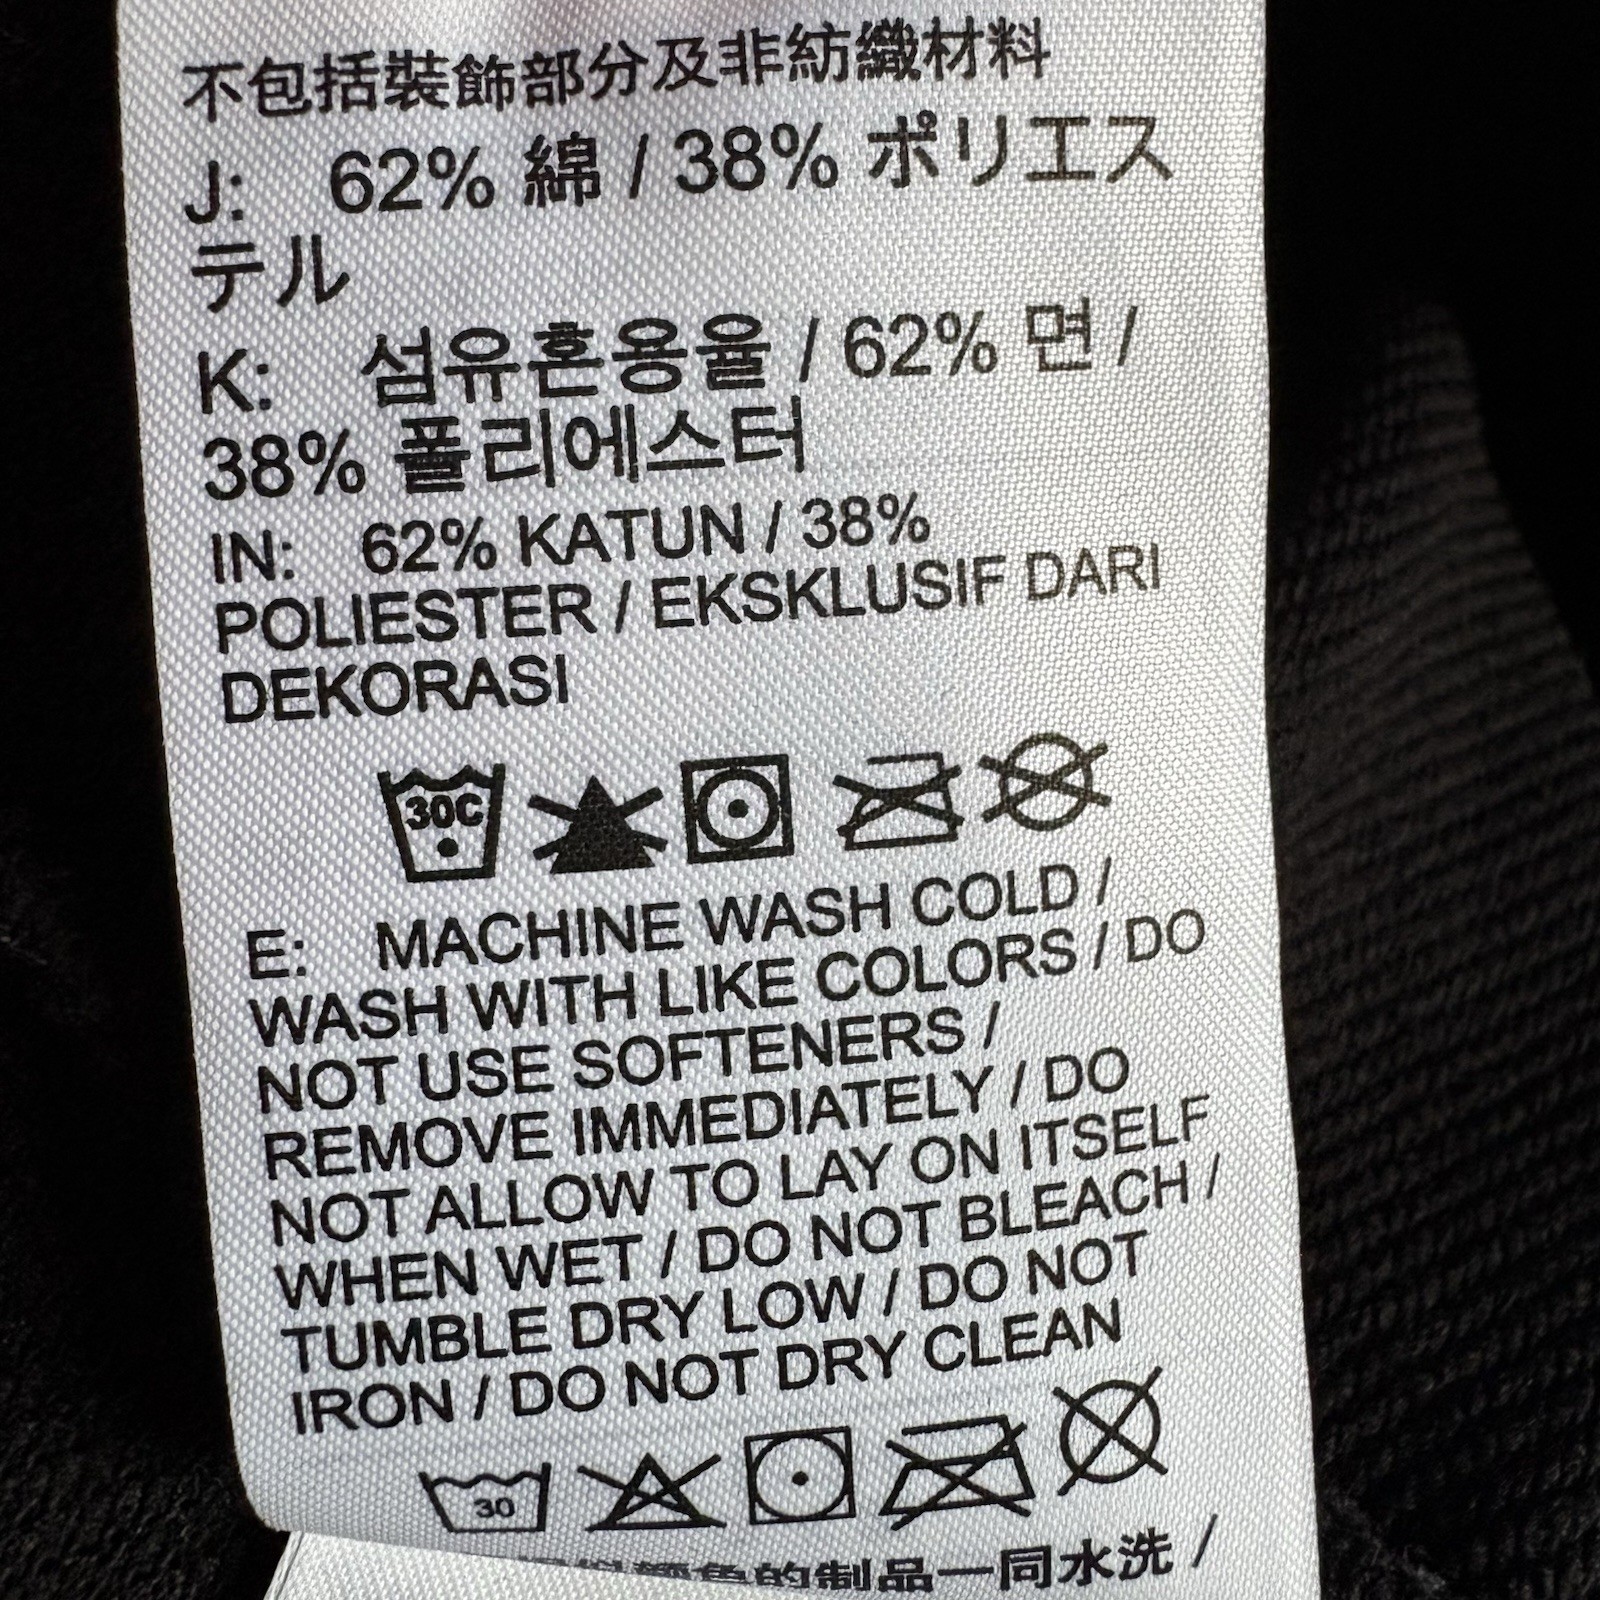 不包括裝飾部分及非紡織材料
J: 62% 綿 / 38% ポリエス
テル
K: 섬유혼용율 / 62% 면 /
38% 폴리에스터
IN: 62% KATUN / 38%
POLIESTER / EKSKLUSIF DARI
DEKORASI
30C
E: MACHINE WASH COLD /
WASH WITH LIKE COLORS / DO
NOT USE SOFTENERS /
REMOVE IMMEDIATELY / DO
NOT ALLOW TO LAY ON ITSELF
WHEN WET / DO NOT BLEACH /
TUMBLE DRY LOW / DO NOT
IRON / DO NOT DRY CLEAN
30
的制品一同水洗 /